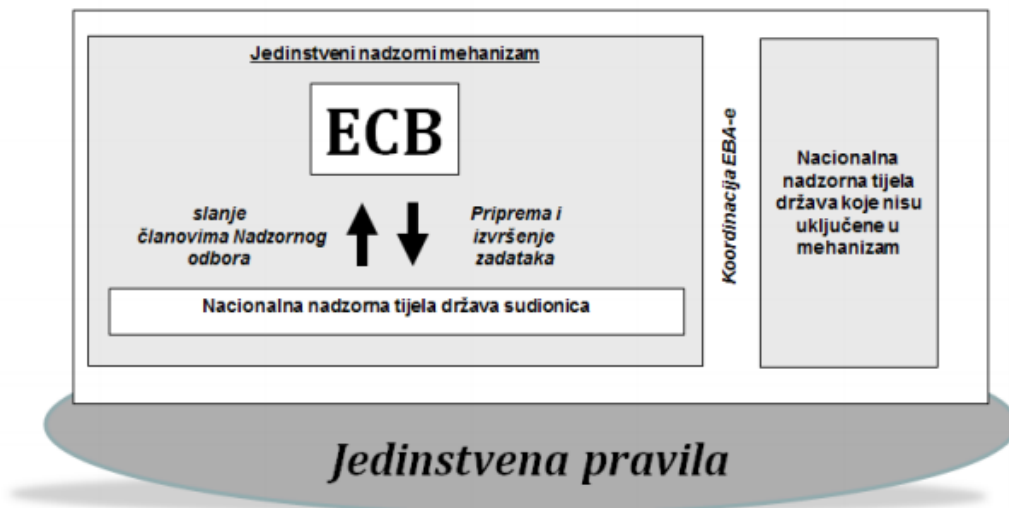 Jedinstveni nadzorni mehanizam
ECB
slanje
članovima Nadzornog
odbora
Priprema i
izvršenje
zadataka
Nacionalna nadzorna tijela država sudionica
Koordinacija EBA-e
Nacionalna
nadzorna tijela
država koje nisu
uključene u
mehanizam
Jedinstvena pravila